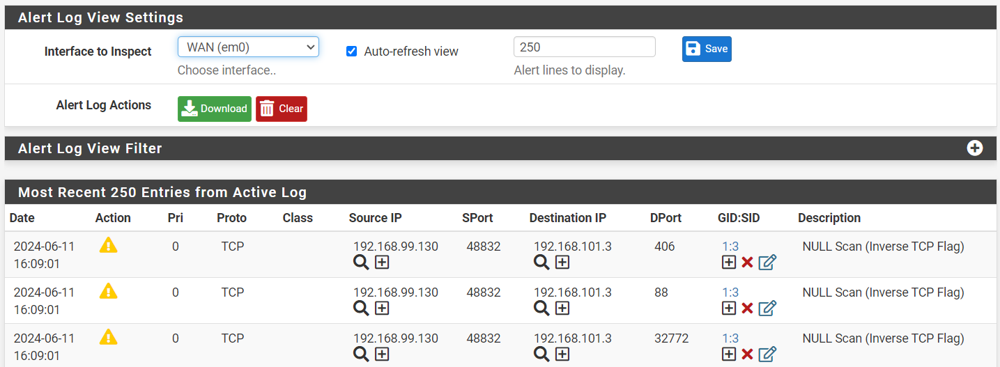 Alert Log View Settings
Interface to Inspect WAN (em0) Auto-refresh view 250 Save
Choose interface.. Alert lines to display.
Alert Log Actions Download Clear
Alert Log View Filter
Most Recent 250 Entries from Active Log
Date Action Pri Proto Class Source IP SPort Destination IP DPort GID:SID Description
2024-06-11 0 TCP 192.168.99.130 48832 192.168.101.3 406 1:3 NULL Scan (Inverse TCP Flag)
16:09:01
2024-06-11 0 TCP 192.168.99.130 48832 192.168.101.3 88 1:3 NULL Scan (Inverse TCP Flag)
16:09:01
2024-06-11 0 TCP 192.168.99.130 48832 192.168.101.3 32772 1:3 NULL Scan (Inverse TCP Flag)
16:09:01